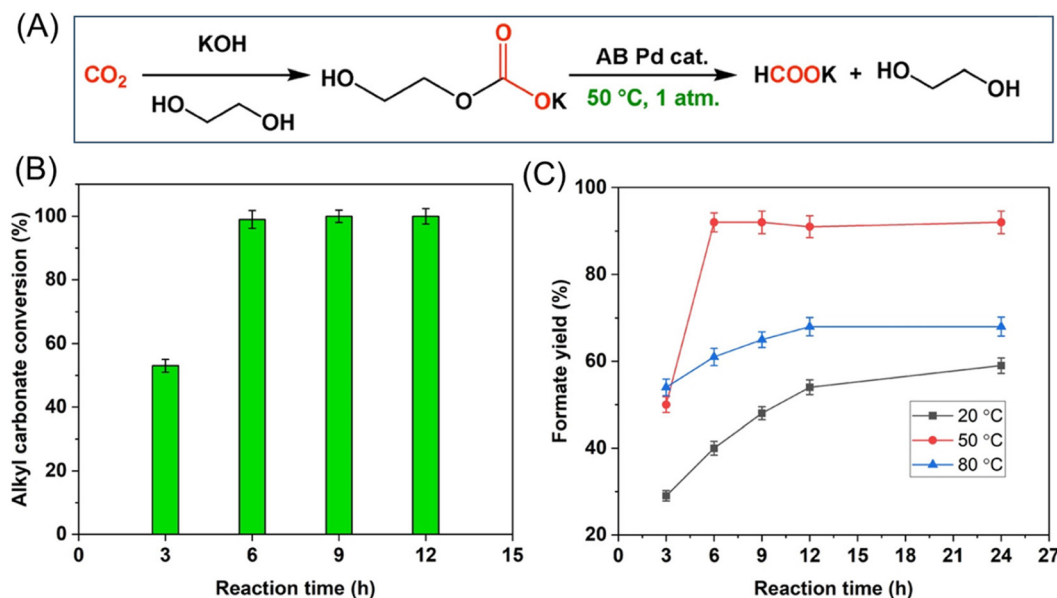 (A)
CO2
KOH
HO
OH
HO
O
O
OK
AB Pd cat.
50 °C, 1 atm.
HCOOK + HO
OH
(B)
Alkyl carbonate conversion (%)
100
80
60
40
20
0
0 3 6 9 12 15
Reaction time (h)
(C)
Formate yield (%)
100
80
60
40
20
20 °C
50 °C
80 °C
0 3 6 9 12 15 18 21 24 27
Reaction time (h)